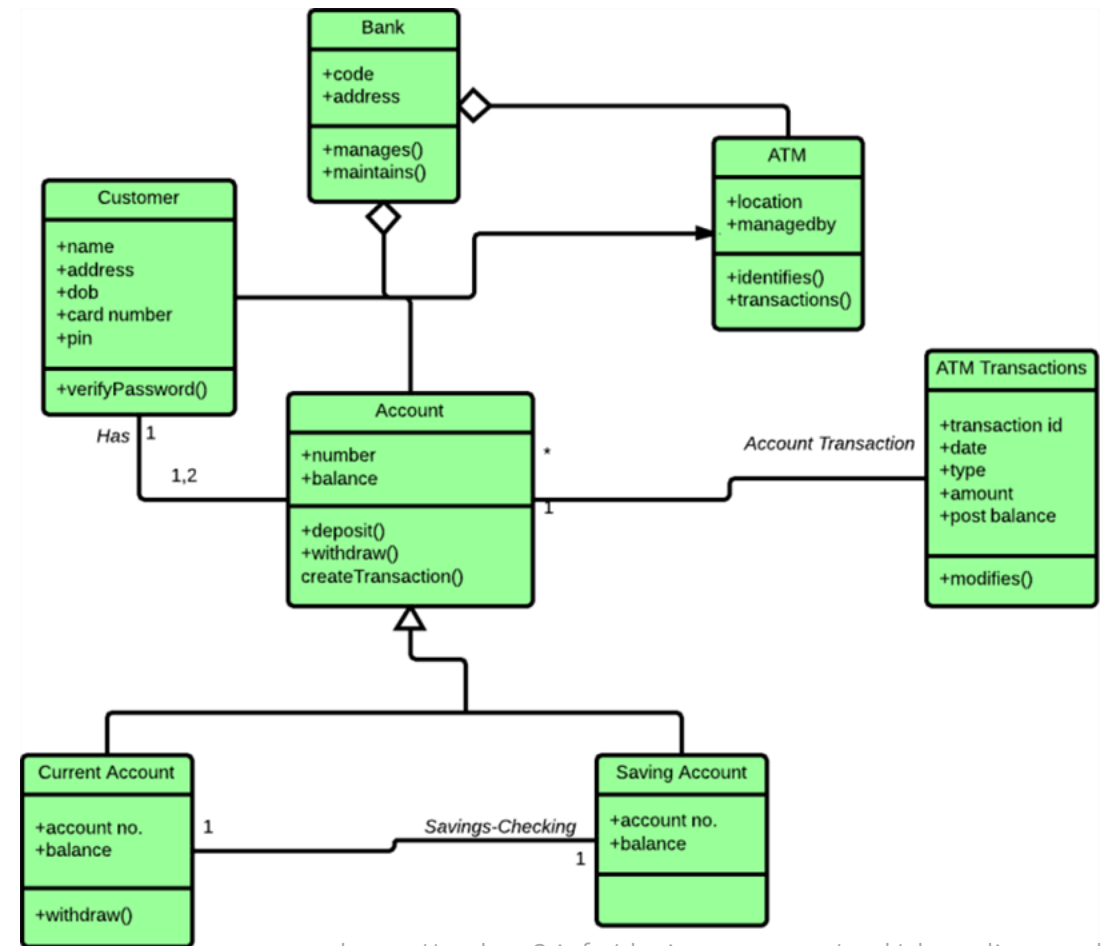 Bank
+code
+address
+manages()
+maintains()
ATM
+location
+managedby
+identifies()
+transactions()
Customer
+name
+address
+dob
+card number
+pin
+verifyPassword()
Has
1
1,2
Account
+number
+balance
+deposit()
+withdraw()
createTransaction()
*
1
Account Transaction
ATM Transactions
+transaction id
+date
+type
+amount
+post balance
+modifies()
Current Account
+account no.
+balance
+withdraw()
1
Savings-Checking
1
Saving Account
+account no.
+balance